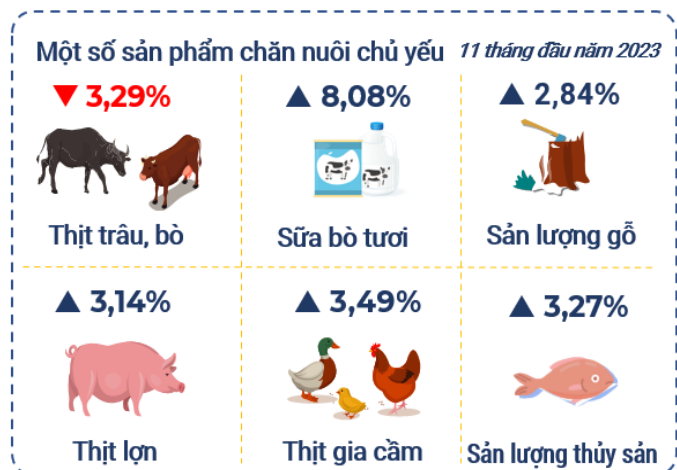 Một số sản phẩm chăn nuôi chủ yếu 11 tháng đầu năm 2023
▼ 3,29% ▲ 8,08% ▲ 2,84%
Thịt trâu, bò Sữa bò tươi Sản lượng gỗ
▲ 3,14% ▲ 3,49% ▲ 3,27%
Thịt lợn Thịt gia cầm Sản lượng thủy sản